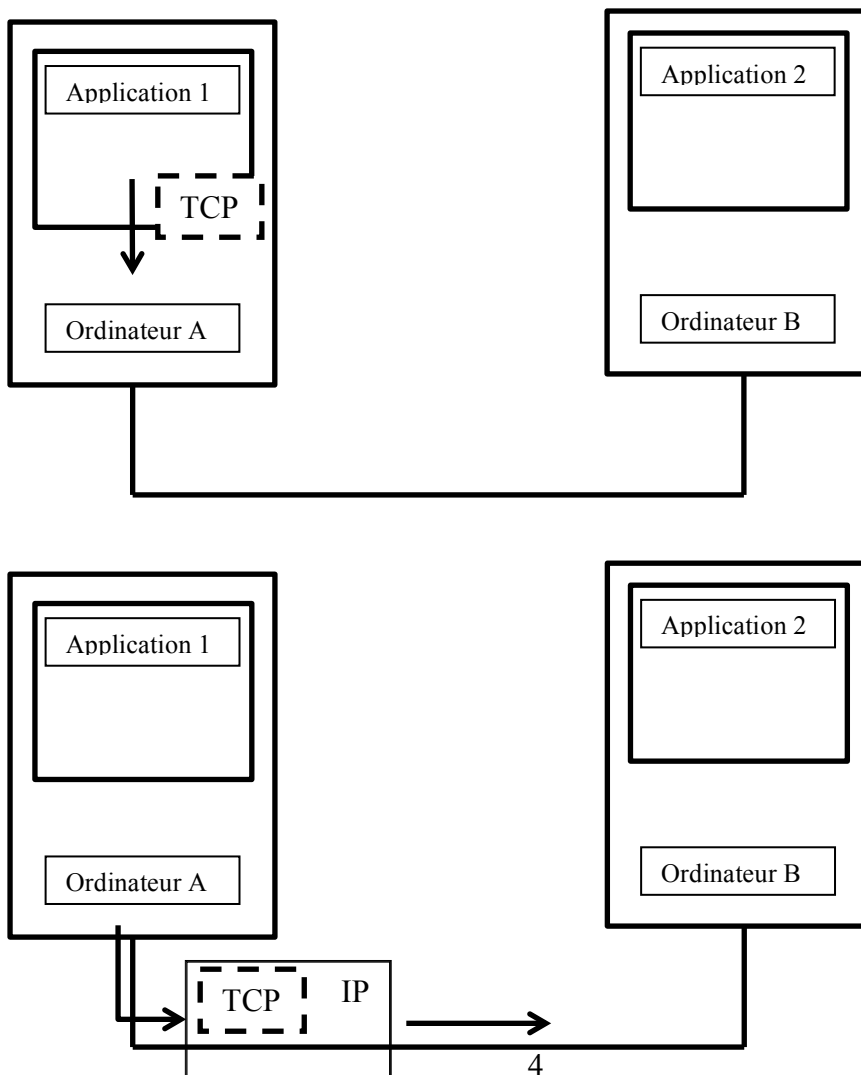 Application 1
Application 2
TCP
Ordinateur A
Ordinateur B
Application 1
Application 2
Ordinateur A
Ordinateur B
TCP
IP
4